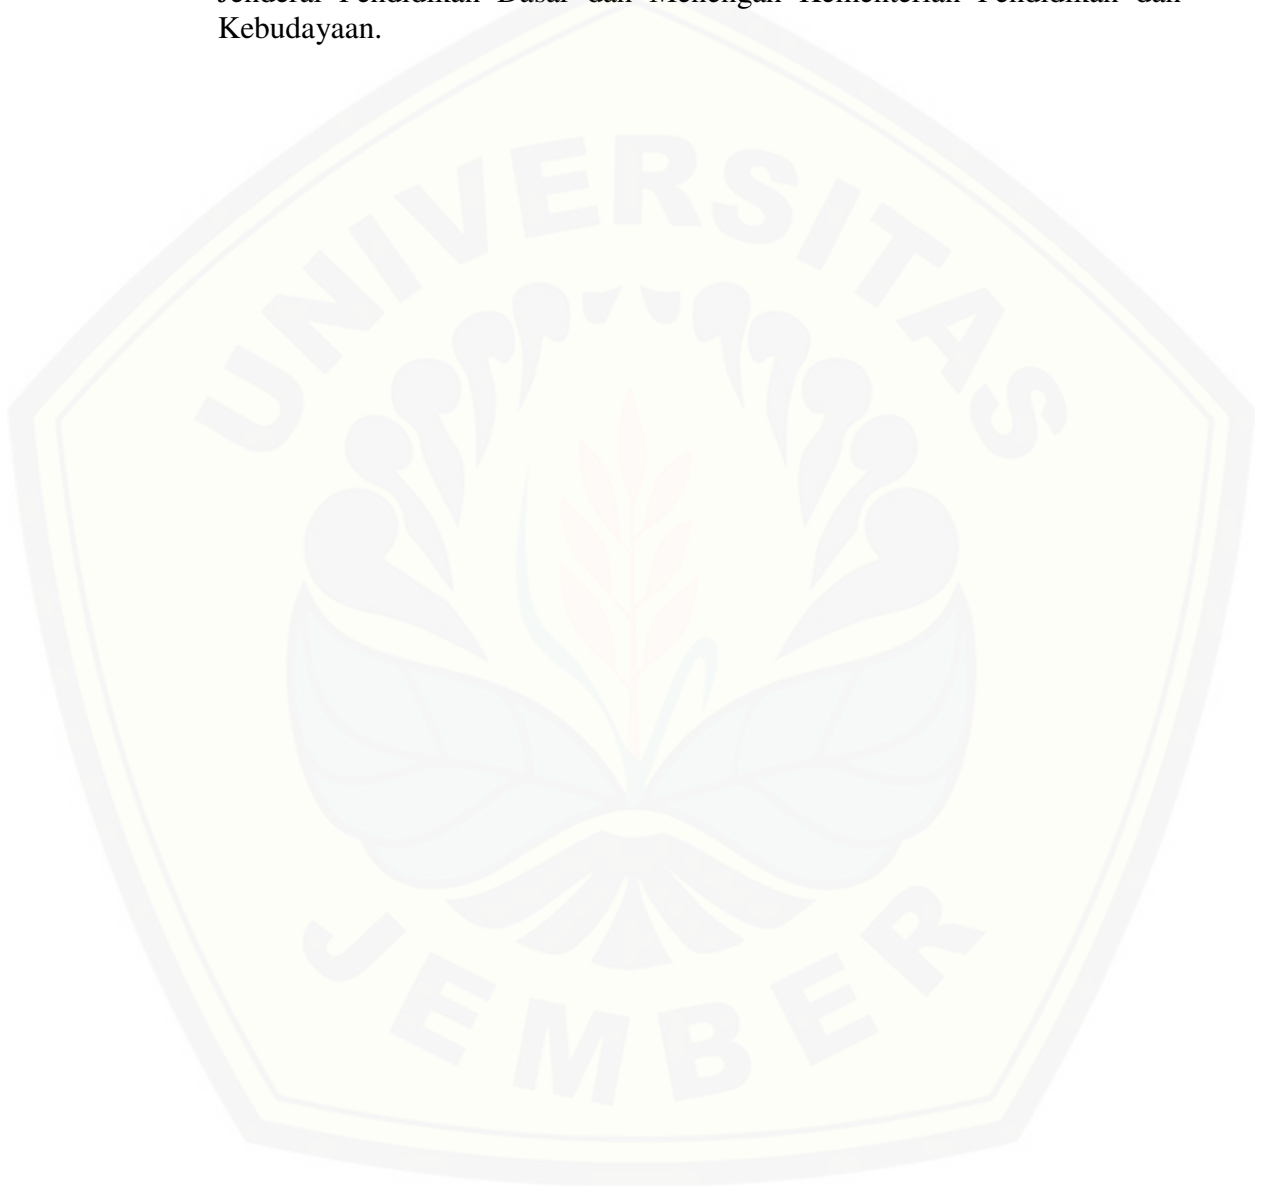 Jenderal Pendidikan Dasar dan Menengah Kementerian Pendidikan dan
Kebudayaan.
UNIVERSITAS
JEMBER